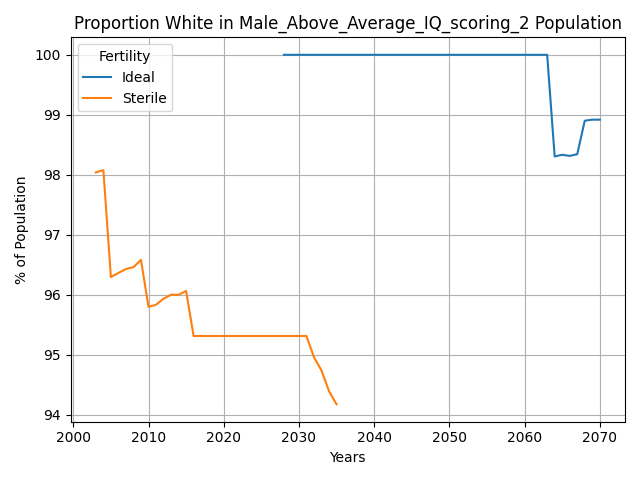 Proportion White in Male_Above_Average_IQ_scoring_2 Population
Fertility
Ideal
Sterile
% of Population
100
99
98
97
96
95
94
2000 2010 2020 2030 2040 2050 2060 2070
Years